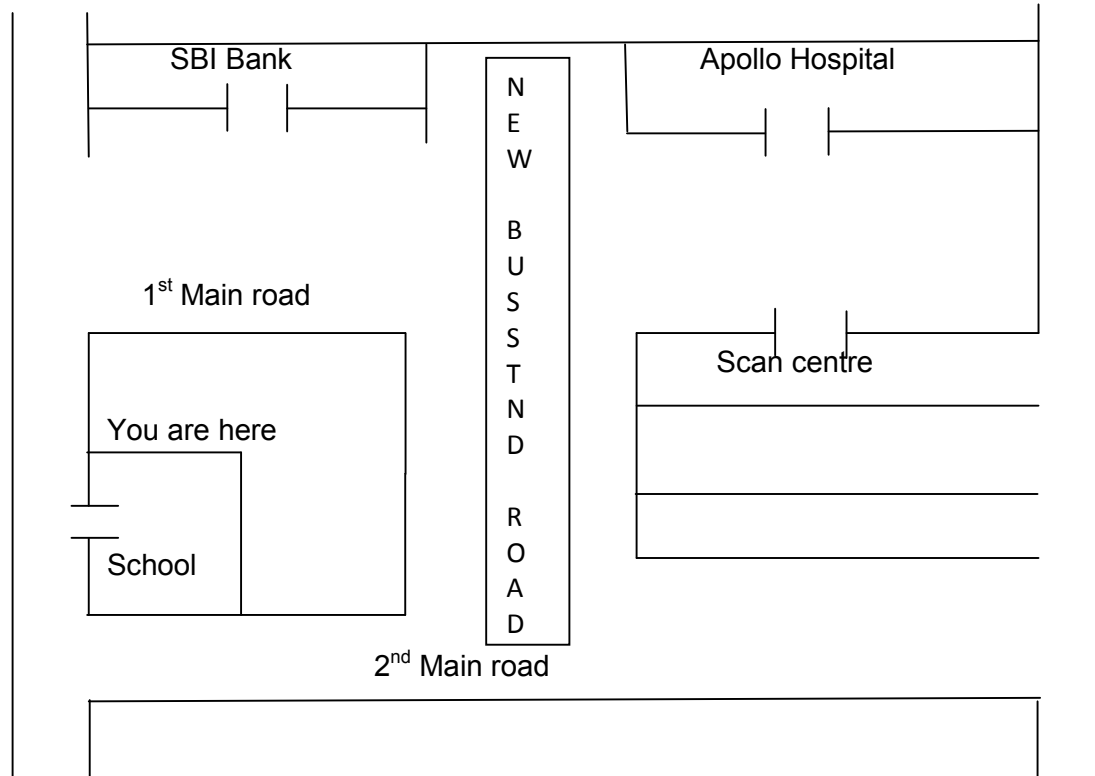 SBI Bank
Apollo Hospital
N
E
W
B
U
S
S
T
N
D
R
O
A
D
1st Main road
Scan centre
You are here
School
2nd Main road